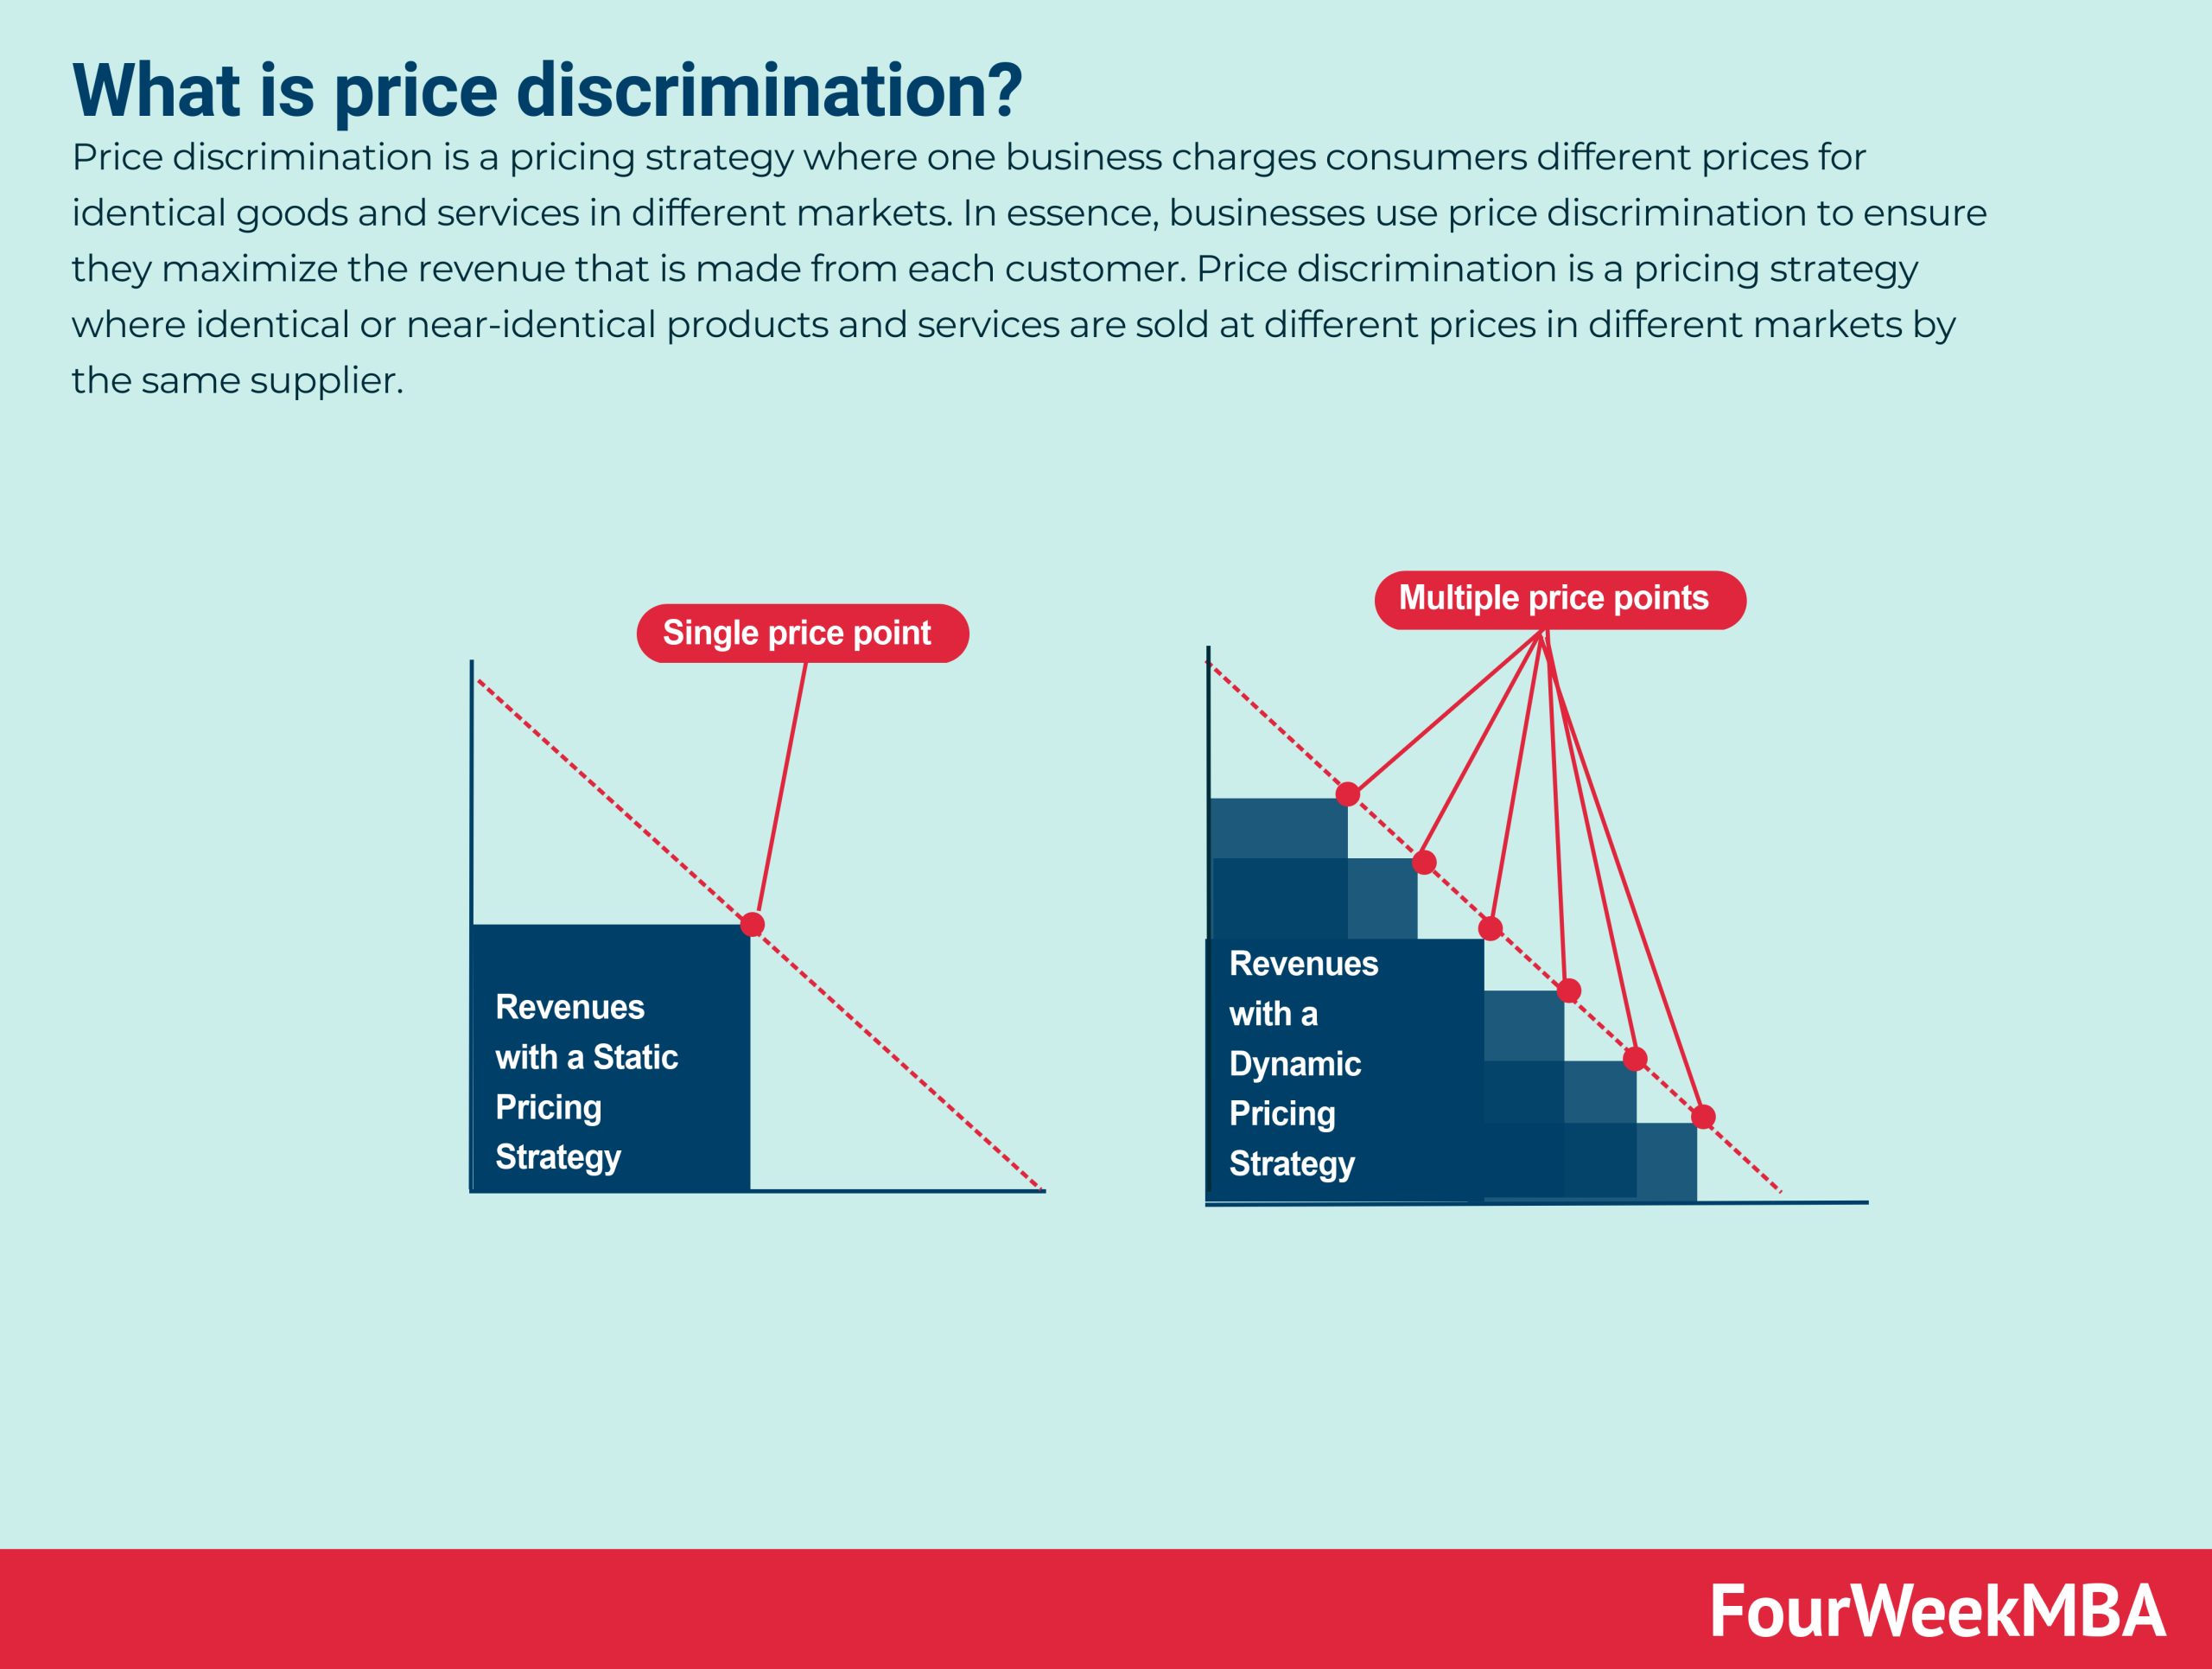 What is price discrimination?
Price discrimination is a pricing strategy where one business charges consumers different prices for
identical goods and services in different markets. In essence, businesses use price discrimination to ensure
they maximize the revenue that is made from each customer. Price discrimination is a pricing strategy
where identical or near-identical products and services are sold at different prices in different markets by
the same supplier.
Single price point
Revenues
with a Static
Pricing
Strategy
Multiple price points
Revenues
with a
Dynamic
Pricing
Strategy
FourWeekMBA